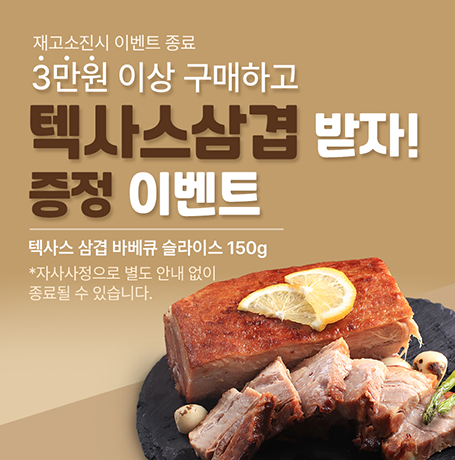 재고소진시 이벤트 종료
3만원 이상 구매하고
텍사스삼겹 받자!
증정 이벤트
텍사스 삼겹 바베큐 슬라이스 150g
*자사사정으로 별도 안내 없이
종료될 수 있습니다.